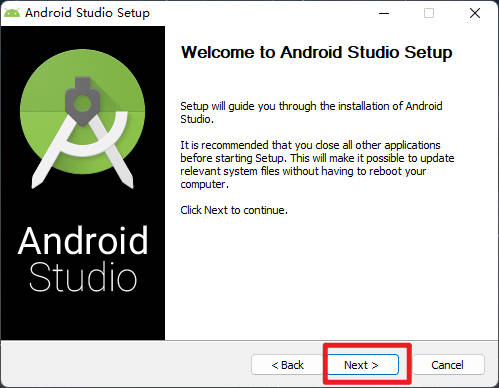 Android Studio Setup
Welcome to Android Studio Setup
Setup will guide you through the installation of Android
Studio.
It is recommended that you close all other applications
before starting Setup. This will make it possible to update
relevant system files without having to reboot your
computer.
Click Next to continue.
Android
Studio
< Back
Next >
Cancel